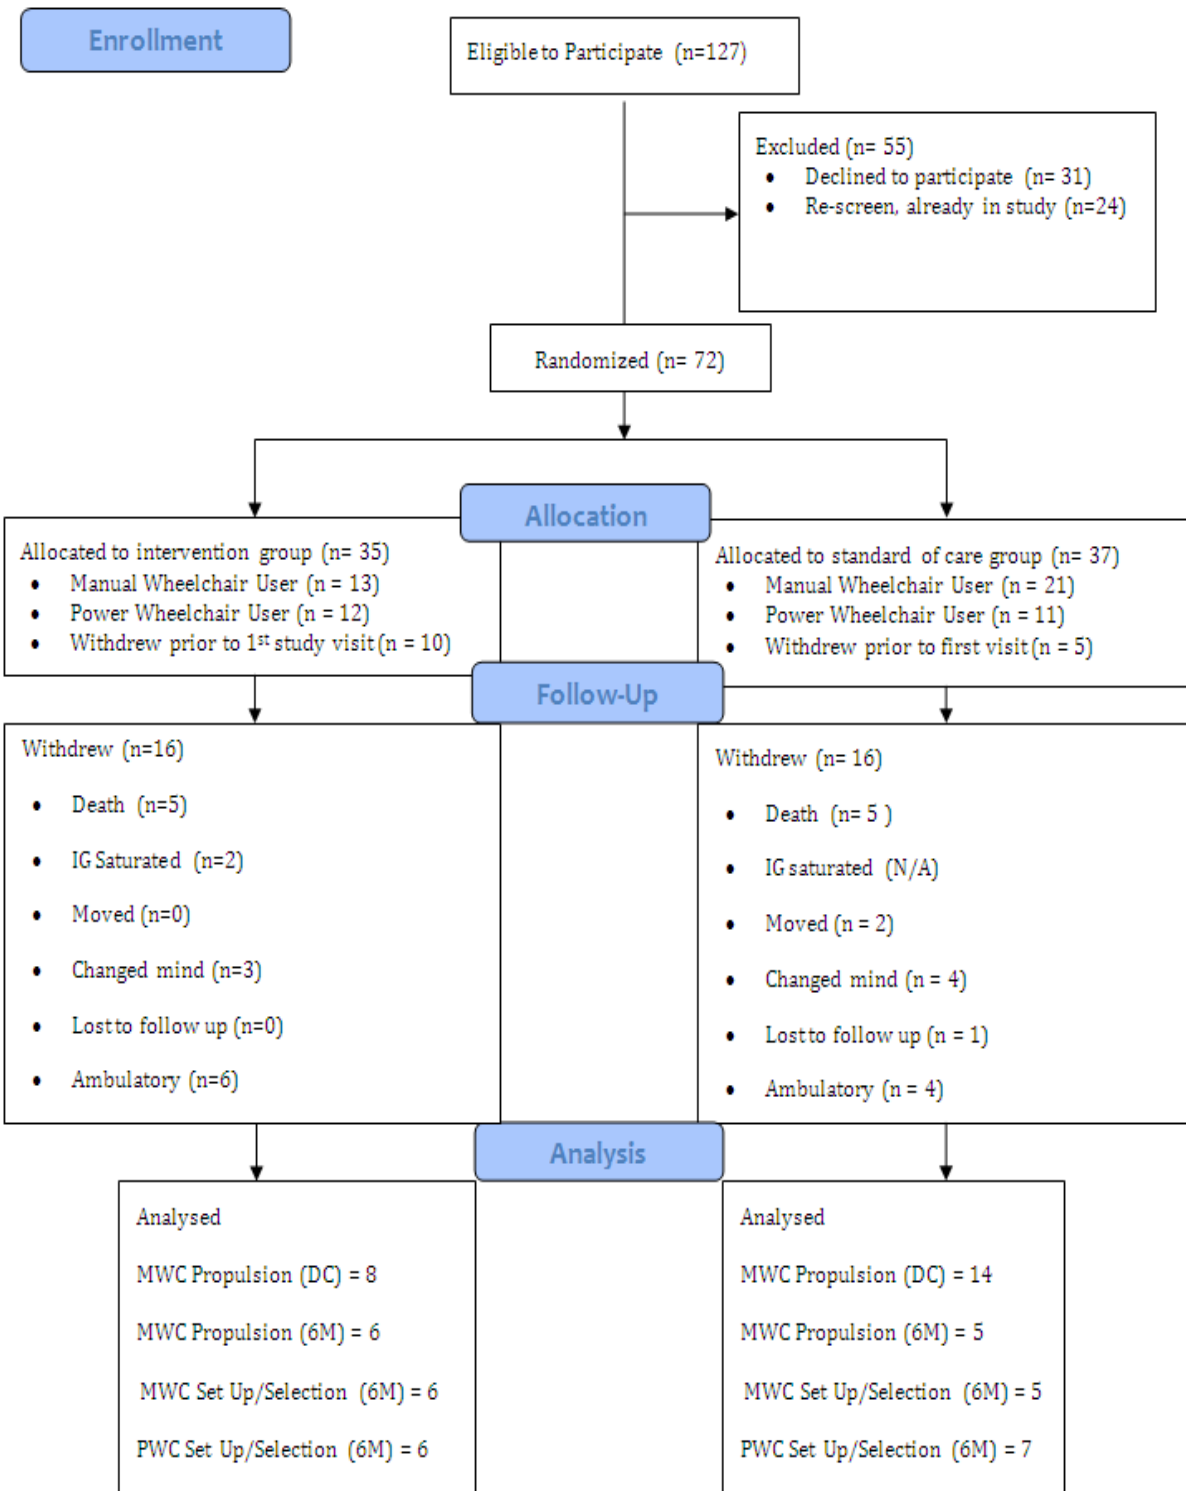 Enrollment
Eligible to Participate (n=127)
Excluded (n= 55)
• Declined to participate (n= 31)
• Re-screen, already in study (n=24)
Randomized (n= 72)
Allocation
Allocated to intervention group (n= 35)
• Manual Wheelchair User (n = 13)
• Power Wheelchair User (n = 12)
• Withdrew prior to 1st study visit (n = 10)
Allocated to standard of care group (n= 37)
• Manual Wheelchair User (n = 21)
• Power Wheelchair User (n = 11)
• Withdrew prior to first visit (n = 5)
Follow-Up
Withdrew (n=16)
• Death (n=5)
• IG Saturated (n=2)
• Moved (n=0)
• Changed mind (n=3)
• Lost to follow up (n=0)
• Ambulatory (n=6)
Withdrew (n= 16)
• Death (n= 5 )
• IG saturated (N/A)
• Moved (n = 2)
• Changed mind (n = 4)
• Lost to follow up (n = 1)
• Ambulatory (n = 4)
Analysis
Analysed
MWC Propulsion (DC) = 8
MWC Propulsion (6M) = 6
MWC Set Up/Selection (6M) = 6
PWC Set Up/Selection (6M) = 6
Analysed
MWC Propulsion (DC) = 14
MWC Propulsion (6M) = 5
MWC Set Up/Selection (6M) = 5
PWC Set Up/Selection (6M) = 7